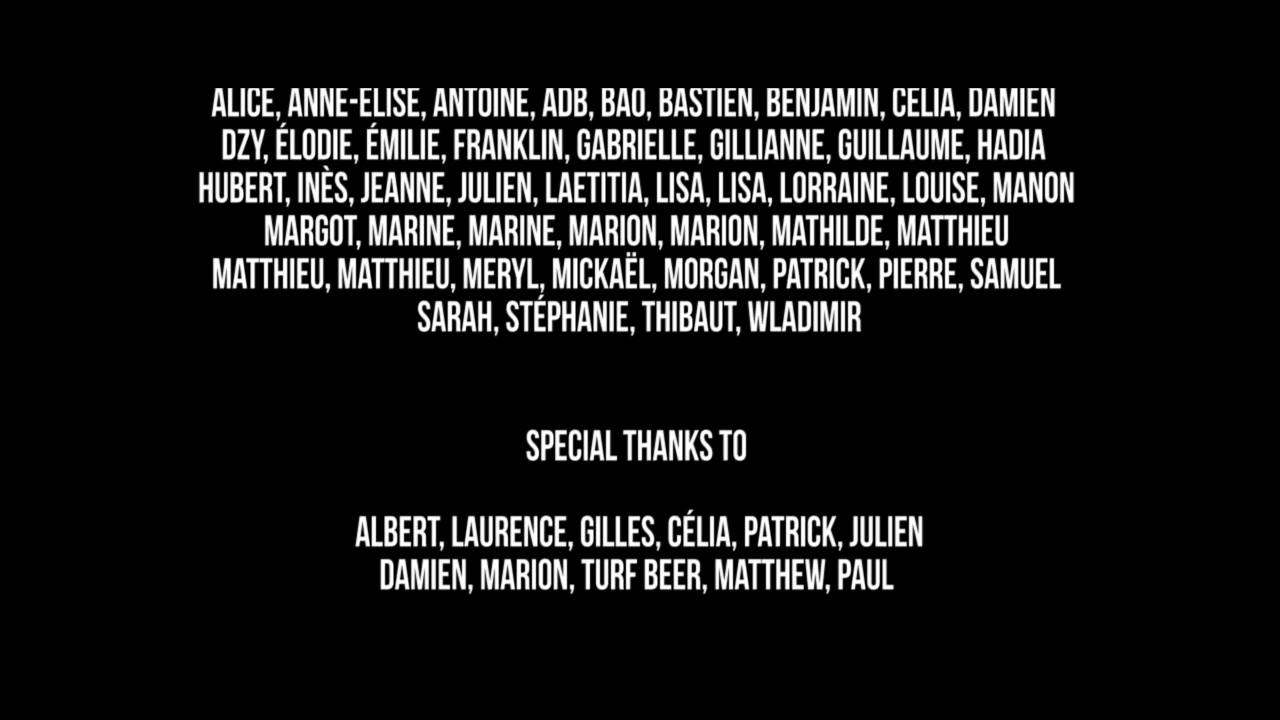 ALICE, ANNE-ELISE, ANTOINE, ADB, BAO, BASTIEN, BENJAMIN, CELIA, DAMIEN
DZY, ÉLODIE, ÉMILIE, FRANKLIN, GABRIELLE, GILLIANNE, GUILLAUME, HADIA
HUBERT, INÈS, JEANNE, JULIEN, LAETITIA, LISA, LISA, LORRAINE, LOUISE, MANON
MARGOT, MARINE, MARINE, MARION, MARION, MATHILDE, MATTHIEU
MATTHIEU, MATTHIEU, MERYL, MICKAËL, MORGAN, PATRICK, PIERRE, SAMUEL
SARAH, STÉPHANIE, THIBAUT, WLADIMIR
SPECIAL THANKS TO
ALBERT, LAURENCE, GILLES, CÉLIA, PATRICK, JULIEN
DAMIEN, MARION, TURF BEER, MATTHEW, PAUL